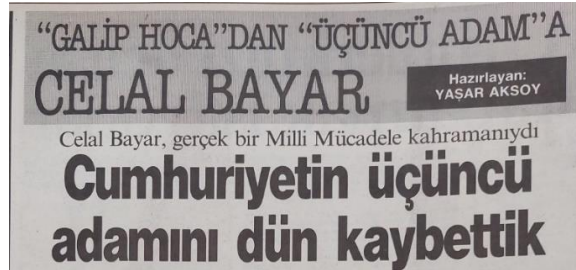 “GALİP HOCA”DAN “ÜÇÜNCÜ ADAM”A
CELAL BAYAR
Hazırlayan:
YAŞAR AKSOY
Celal Bayar, gerçek bir Milli Mücadele kahramanıydı
Cumhuriyetin üçüncü
adamını dün kaybettik